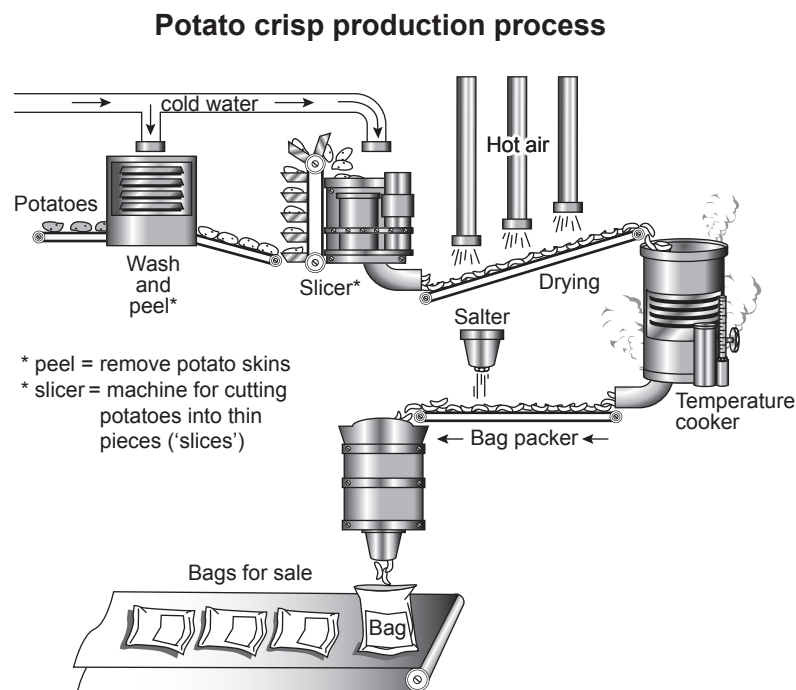 Potato crisp production process
cold water
Hot air
Potatoes
Wash
and
peel*
Slicer*
Drying
Salter
* peel = remove potato skins
* slicer = machine for cutting
potatoes into thin
pieces (‘slices’)
Temperature
cooker
Bag packer
Bags for sale
Bag